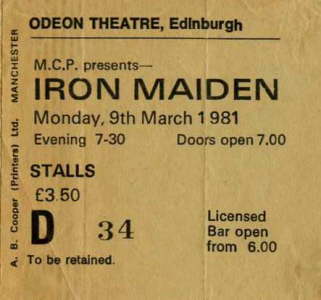 ODEON THEATRE, Edinburgh
M.C.P. presents—
IRON MAIDEN
Monday, 9th March 1981
Evening 7-30 Doors open 7.00
STALLS
£3.50
D 34
Licensed
Bar open
from 6.00
To be retained.
A. B. Cooper (Printers) Ltd. MANCHESTER